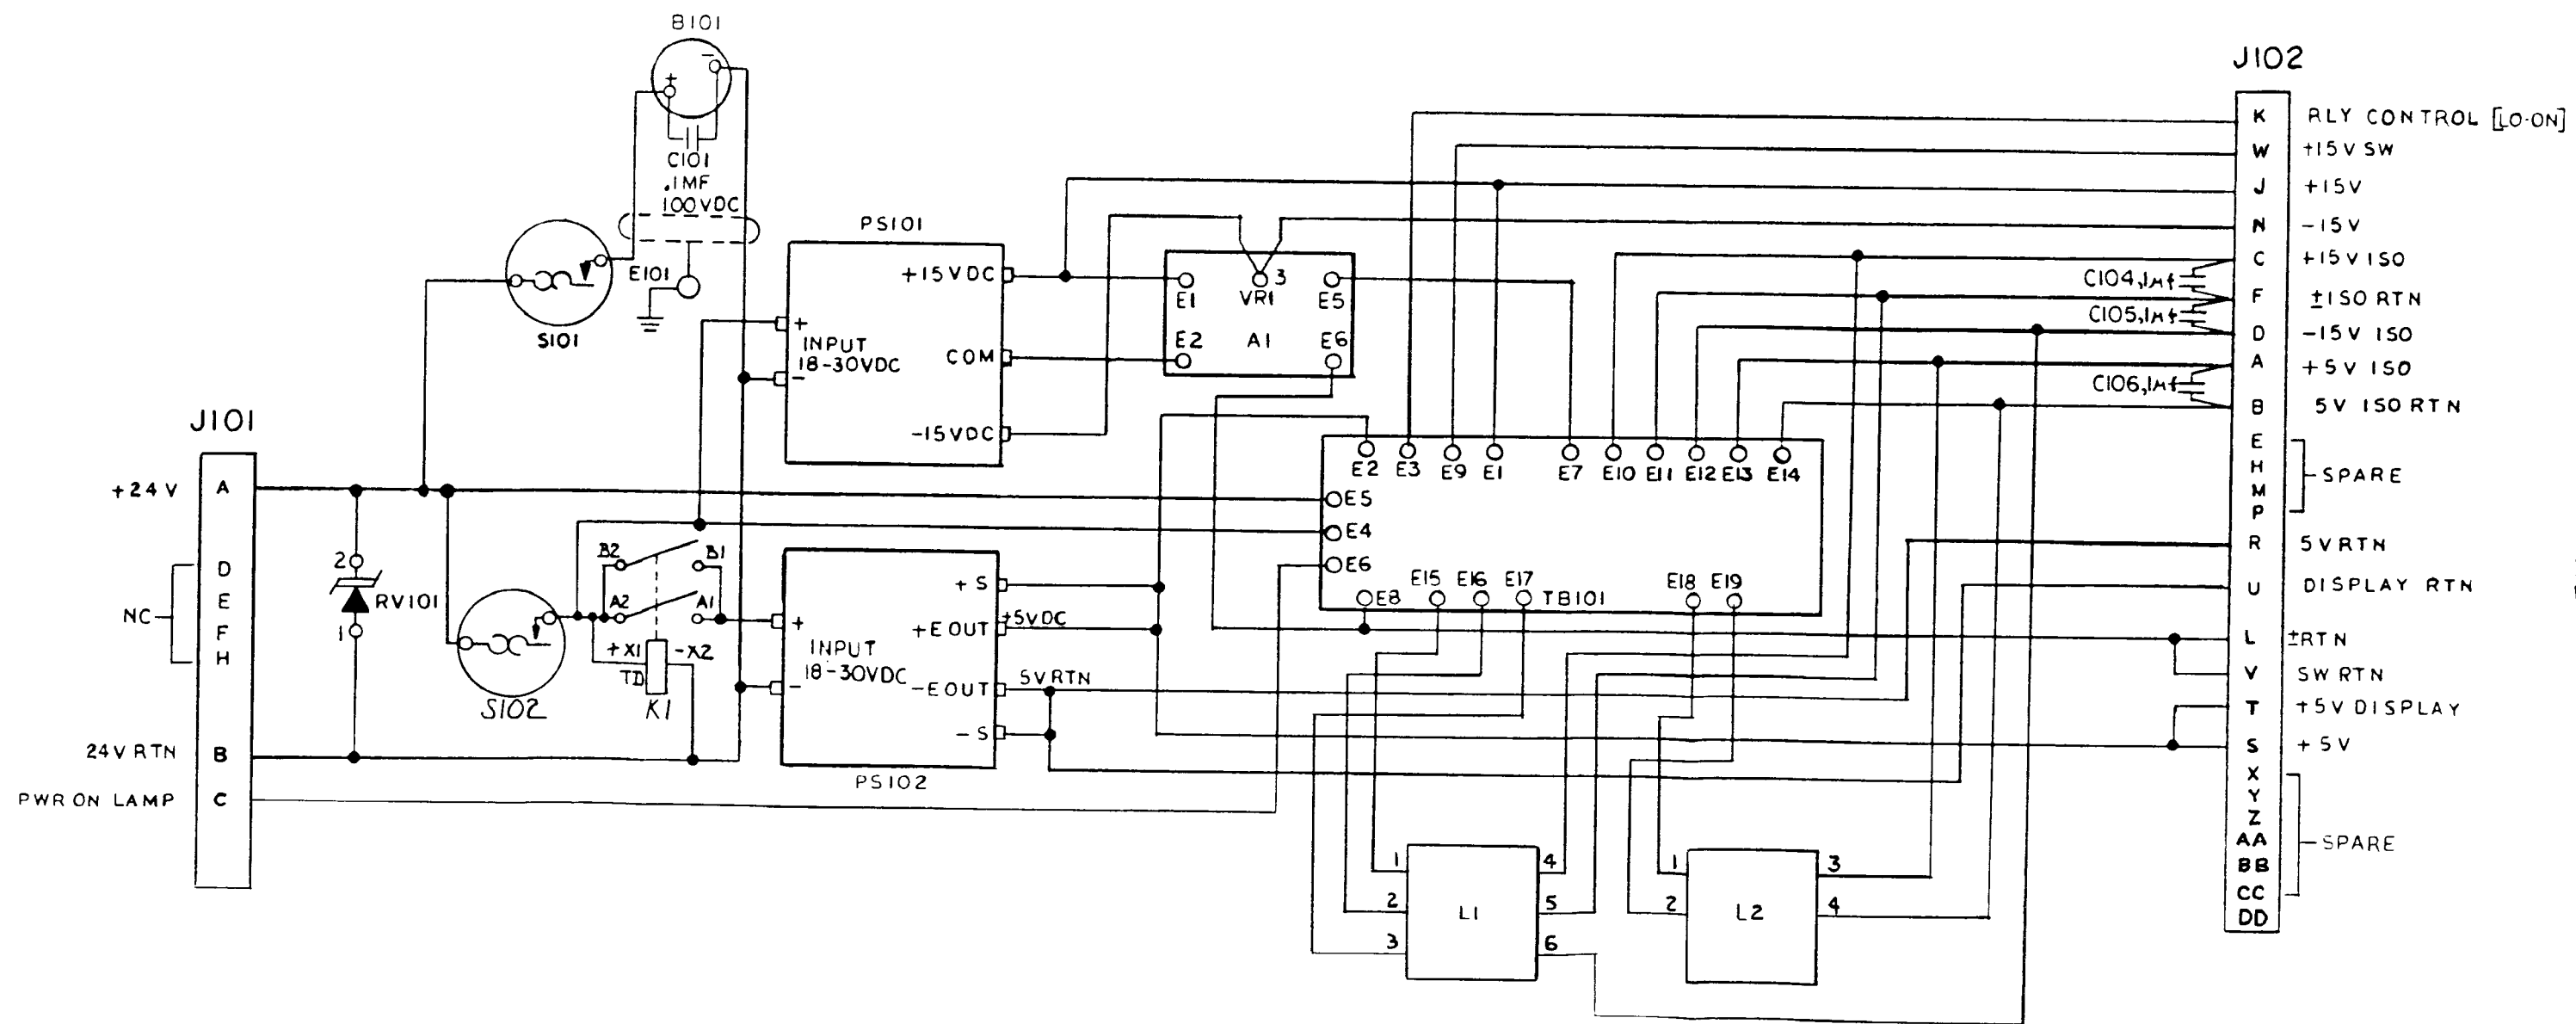 B101
+
-
C101
.1MF
100VDC
E101
S101
J101
+24V
A
D
E
F
H
NC
24V RTN
B
PWR ON LAMP
C
2
RV101
1
S102
B2
B1
A2
A1
+X1
-X2
TD
K1
PS101
+15VDC
+
INPUT
18-30VDC
-
COM
-15VDC
+S
+5VDC
+EOUT
+
INPUT
18-30VDC
-
5VRTN
-EOUT
-S
PS102
E1
3
VR1
E5
E2
A1
E6
E2
E3
E9
E1
E7
E10
E11
E12
E13
E14
E5
E4
E6
E8
E15
E16
E17
TB101
E18
E19
1
2
3
L1
4
5
6
1
2
L2
3
4
J102
K RLY CONTROL [LO-ON]
W +15V SW
J +15V
N -15V
C +15V ISO
C104,1Mf
F ±ISO RTN
C105,1Mf
D -15V ISO
A +5V ISO
C106,1Mf
B 5V ISO RTN
E
H
M
P
SPARE
R 5VRTN
U DISPLAY RTN
L ±RTN
V SW RTN
T +5V DISPLAY
S +5V
X
Y
Z
AA
BB
CC
DD
SPARE